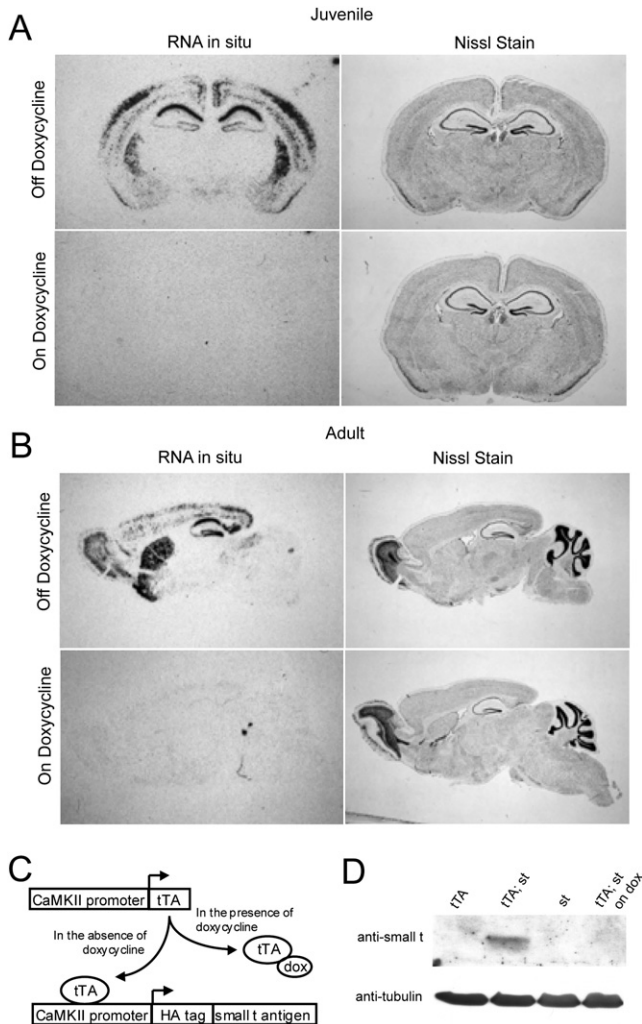 A
Juvenile
RNA in situ
Nissl Stain
Off Doxycycline
On Doxycycline
B
Adult
RNA in situ
Nissl Stain
Off Doxycycline
On Doxycycline
C
CaMKII promoter
tTA
In the absence of
doxycycline
In the presence of
doxycycline
tTA
dox
tTA
CaMKII promoter
HA tag
small t antigen
D
tTA
tTA; st
st
tTA; st
on dox
anti-small t
anti-tubulin